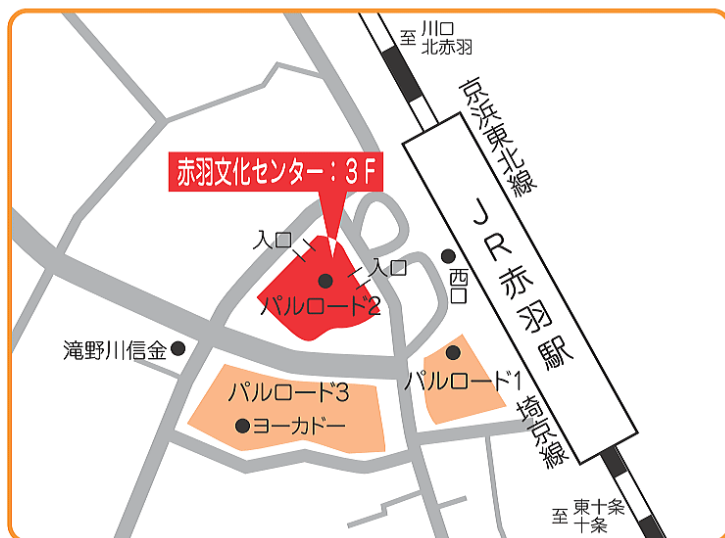 至 川口
北赤羽
京浜東北線
赤羽文化センター：３Ｆ
JR赤羽駅
入口
入口
西口
パルロード2
滝野川信金
パルロード1
パルロード3
ヨーカドー
埼京線
至 東十条
十条